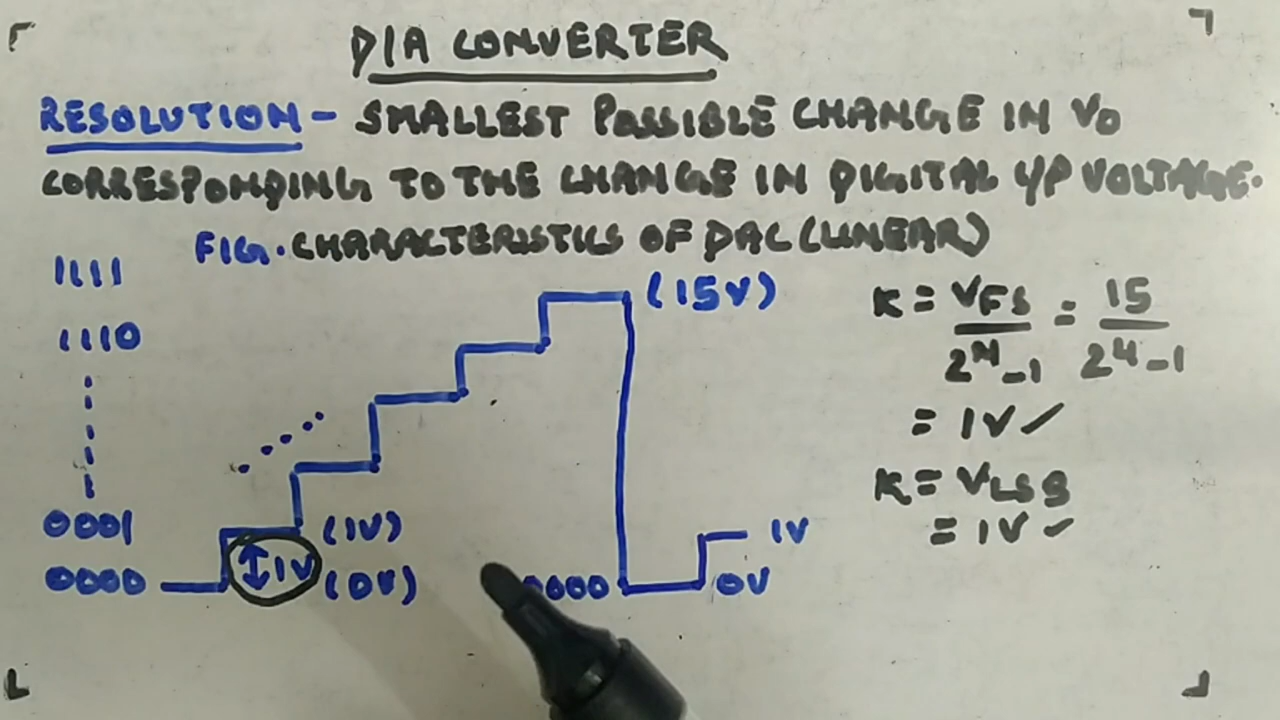 D/A CONVERTER
RESOLUTION - SMALLEST POSSIBLE CHANGE IN VO
CORRESPONDING TO THE CHANGE IN DIGITAL I/P VOLTAGE.
FIG. CHARACTERISTICS OF DAC (LINEAR)
1111
1110
0001
0000
(15V)
(1V)
1V
(0V)
0000
1V
0V
K = VFS / 2^N - 1 = 15 / 2^4 - 1
= 1V ✓
K = VLSB
= 1V ✓